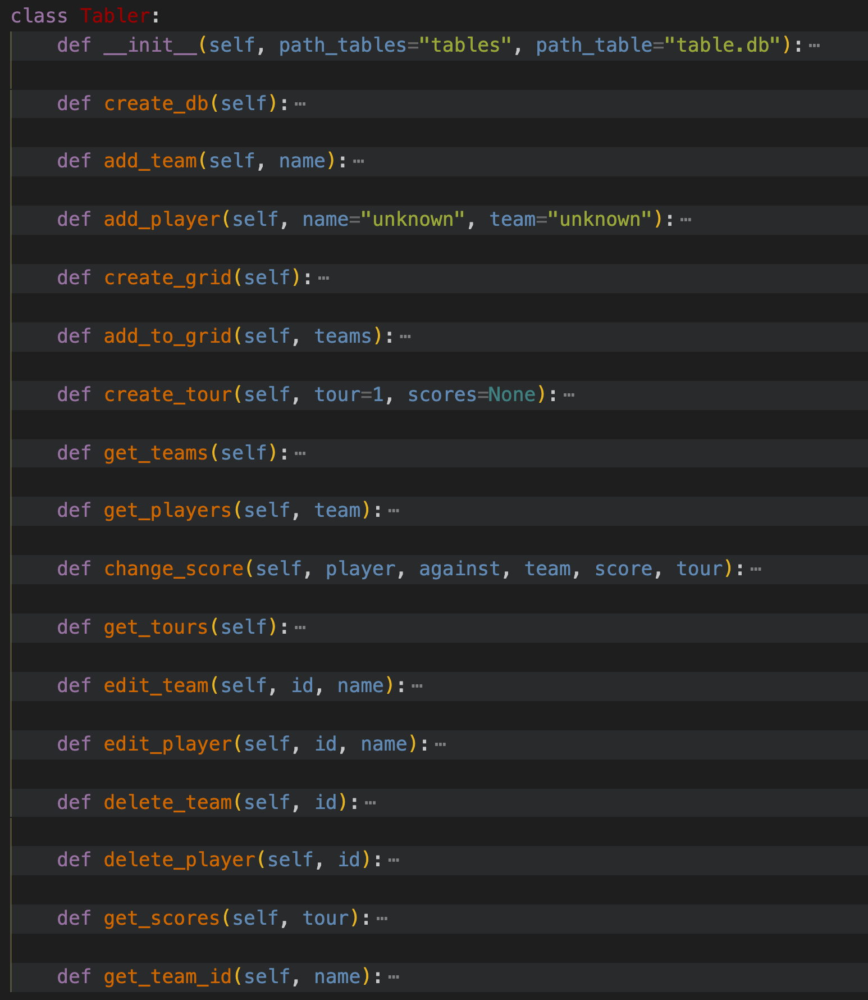 class Tabler:
    def __init__(self, path_tables="tables", path_table="table.db"):⋯
    def create_db(self):⋯
    def add_team(self, name):⋯
    def add_player(self, name="unknown", team="unknown"):⋯
    def create_grid(self):⋯
    def add_to_grid(self, teams):⋯
    def create_tour(self, tour=1, scores=None):⋯
    def get_teams(self):⋯
    def get_players(self, team):⋯
    def change_score(self, player, against, team, score, tour):⋯
    def get_tours(self):⋯
    def edit_team(self, id, name):⋯
    def edit_player(self, id, name):⋯
    def delete_team(self, id):⋯
    def delete_player(self, id):⋯
    def get_scores(self, tour):⋯
    def get_team_id(self, name):⋯